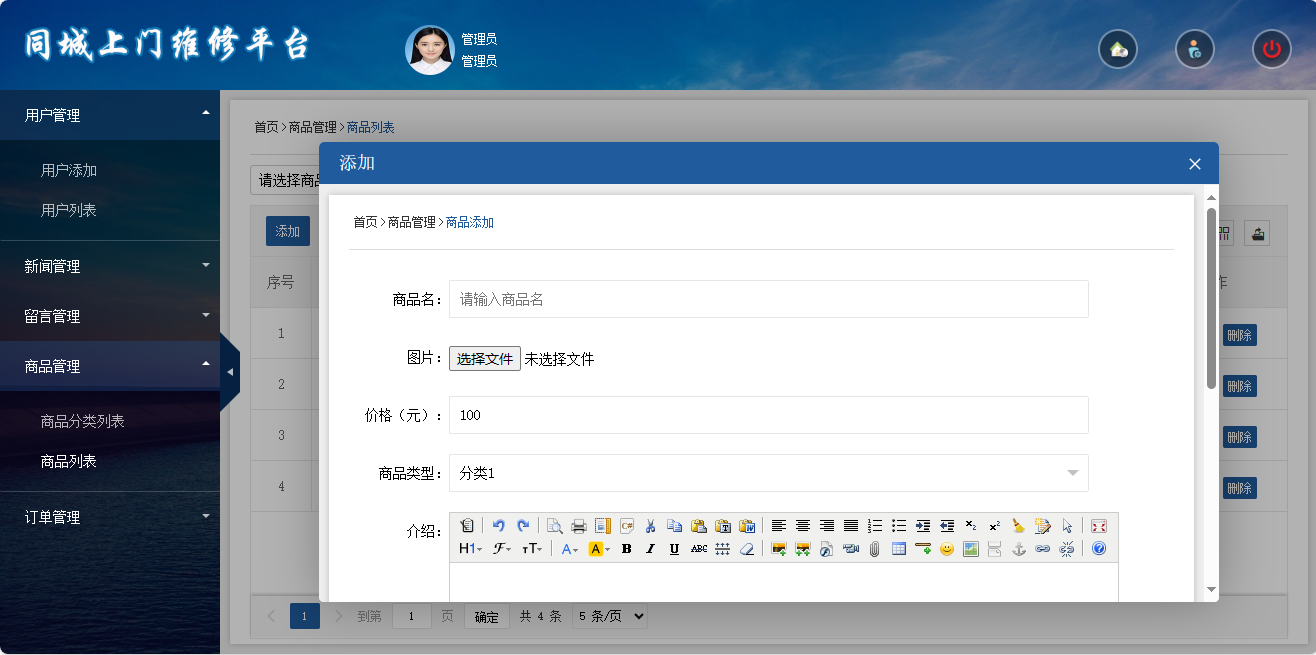 同城上门维修平台
管理员
管理员
用户管理
用户添加
用户列表
新闻管理
留言管理
商品管理
商品分类列表
商品列表
订单管理
首页>商品管理>商品列表
请选择商品
添加
序号
1
2
3
4
作
删除
删除
删除
删除
添加
首页>商品管理>商品添加
商品名： 请输入商品名
图片： 选择文件 未选择文件
价格（元）： 100
商品类型： 分类1
介绍：
H1 F тT A A B I U ABC
1 到第 1 页 确定 共 4 条 5 条/页